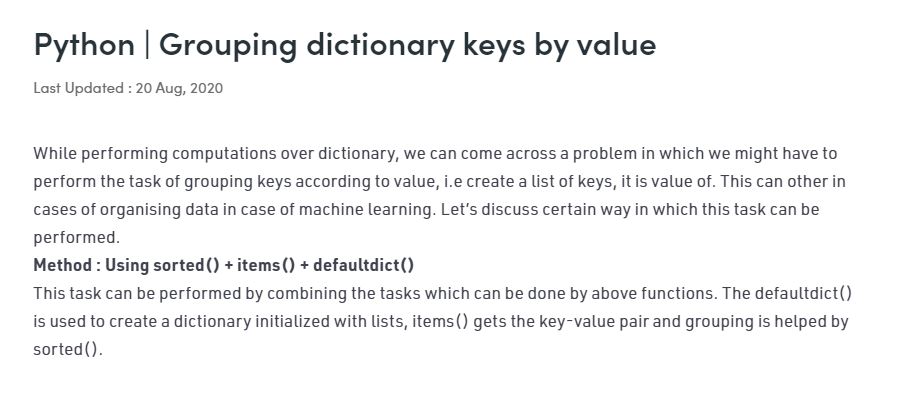 Python | Grouping dictionary keys by value
Last Updated : 20 Aug, 2020
While performing computations over dictionary, we can come across a problem in which we might have to
perform the task of grouping keys according to value, i.e create a list of keys, it is value of. This can other in
cases of organising data in case of machine learning. Let’s discuss certain way in which this task can be
performed.
Method : Using sorted() + items() + defaultdict()
This task can be performed by combining the tasks which can be done by above functions. The defaultdict()
is used to create a dictionary initialized with lists, items() gets the key-value pair and grouping is helped by
sorted().